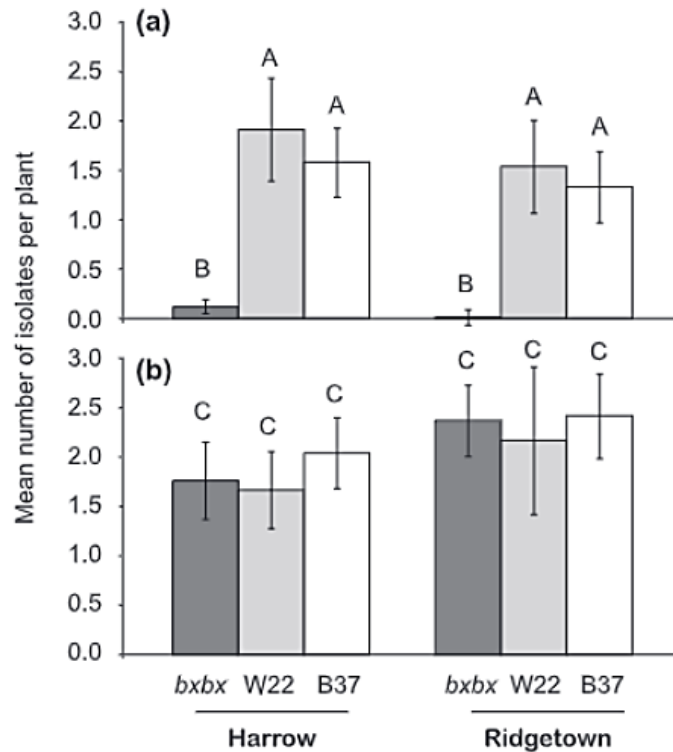 (a)
3.0
2.5
2.0
1.5
1.0
0.5
0.0
A
A
B
A
A
B
Mean number of isolates per plant
(b)
3.0
2.5
2.0
1.5
1.0
0.5
0.0
C
C
C
C
C
C
bxbx W22 B37 bxbx W22 B37
Harrow Ridgetown